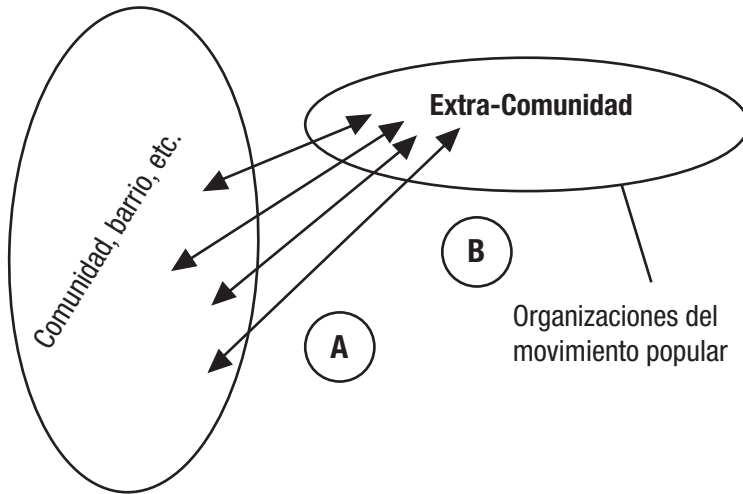 Extra-Comunidad
Comunidad, barrio, etc.
B
Organizaciones del
movimiento popular
A